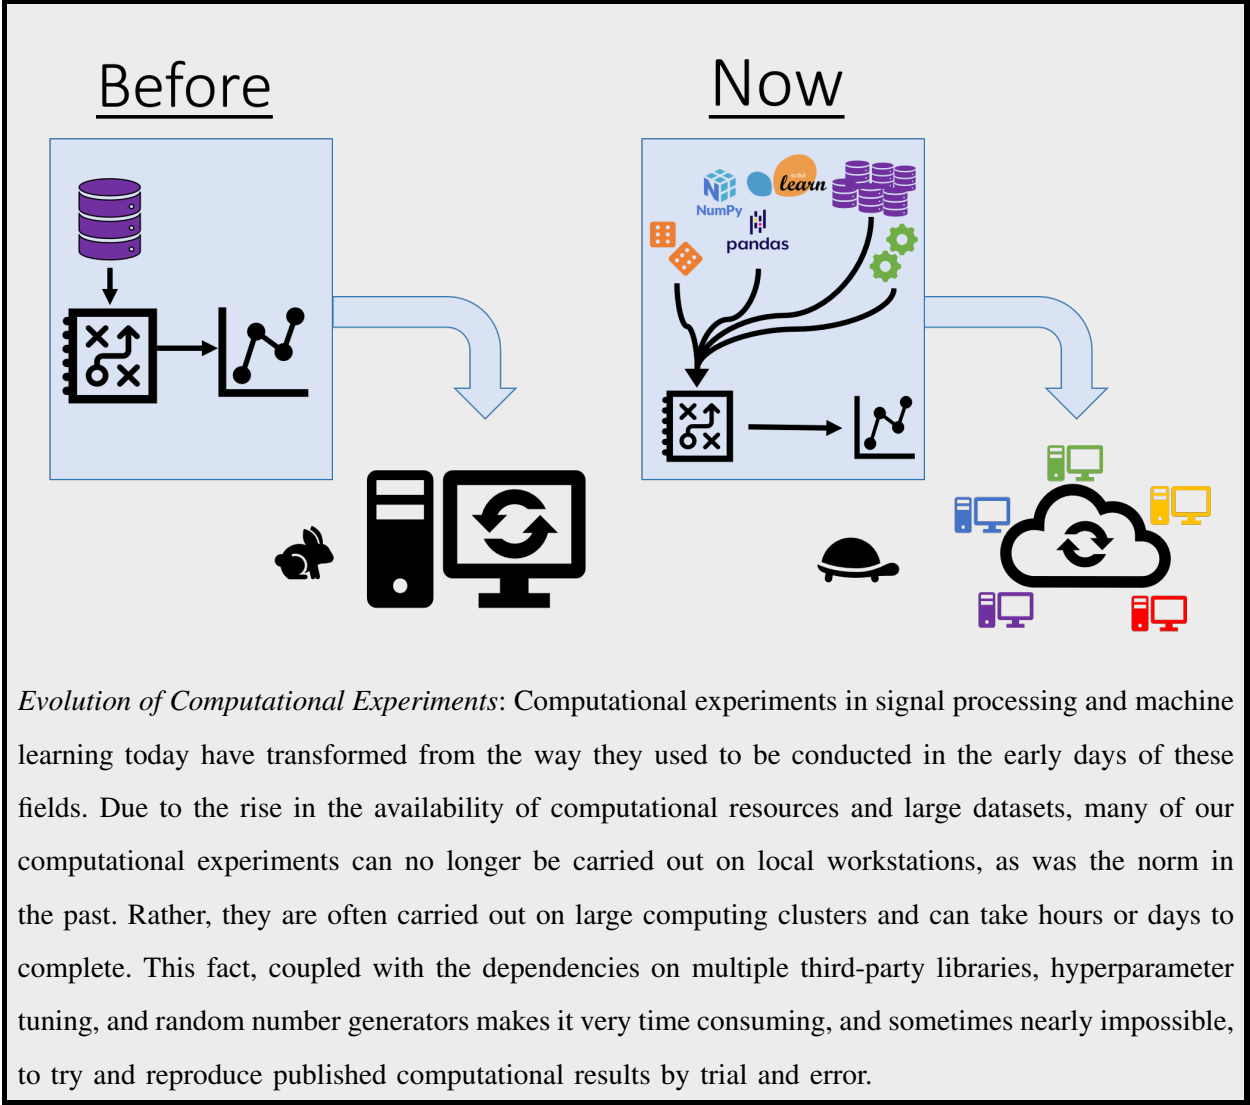 Before
Now
NumPy
scikit
learn
pandas
Evolution of Computational Experiments: Computational experiments in signal processing and machine
learning today have transformed from the way they used to be conducted in the early days of these
fields. Due to the rise in the availability of computational resources and large datasets, many of our
computational experiments can no longer be carried out on local workstations, as was the norm in
the past. Rather, they are often carried out on large computing clusters and can take hours or days to
complete. This fact, coupled with the dependencies on multiple third-party libraries, hyperparameter
tuning, and random number generators makes it very time consuming, and sometimes nearly impossible,
to try and reproduce published computational results by trial and error.